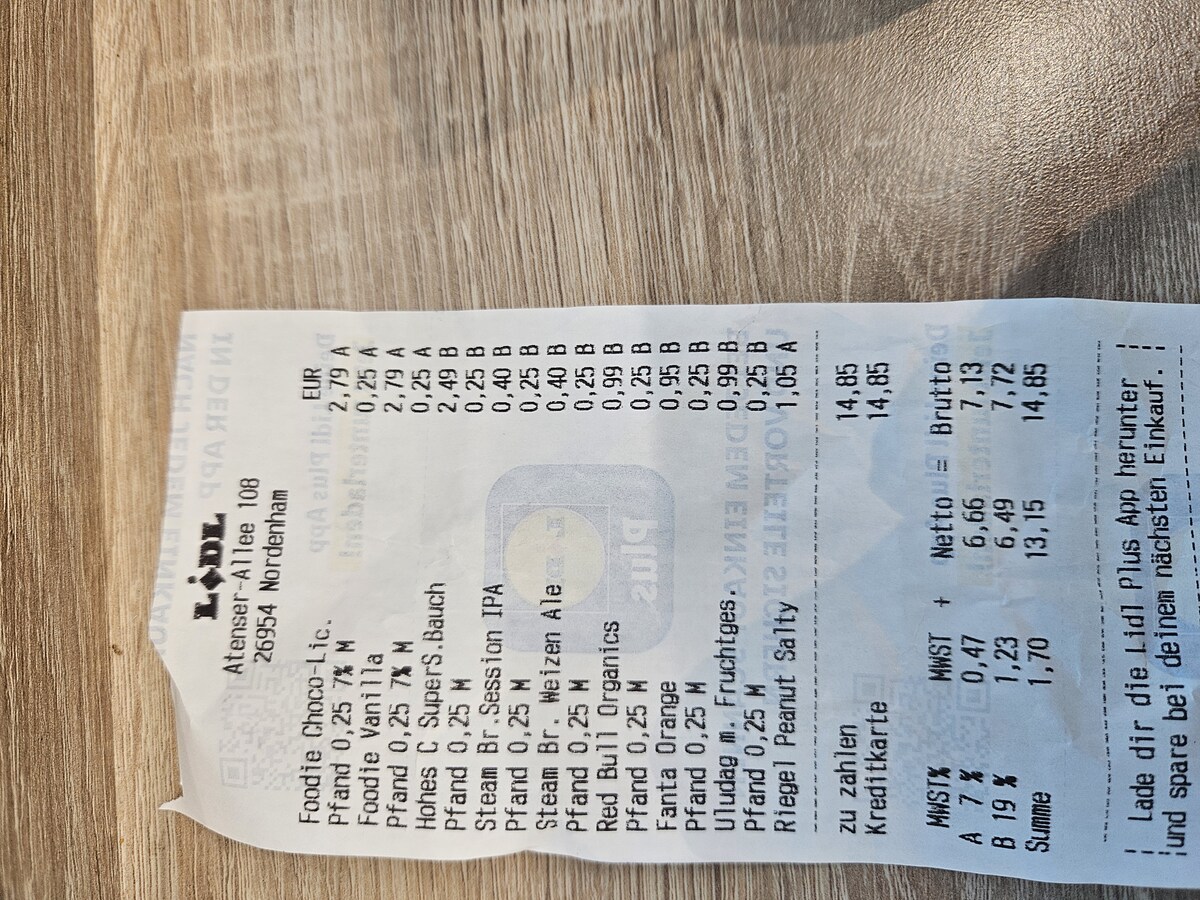 LIDL
Atenser-Allee 108
26954 Nordenham
EUR
Foodie Choco-Lic. 2,79 A
Pfand 0,25 7% M 0,25 A
Foodie Vanilla 2,79 A
Pfand 0,25 7% M 0,25 A
Hohes C SuperS.Bauch 2,49 B
Pfand 0,25 M 0,25 B
Steam Br.Session IPA 0,40 B
Pfand 0,25 M 0,25 B
Steam Br. Weizen Ale 0,40 B
Pfand 0,25 M 0,25 B
Red Bull Organics 0,99 B
Pfand 0,25 M 0,25 B
Fanta Orange 0,95 B
Pfand 0,25 M 0,25 B
Uludag m. Fruchtges. 0,99 B
Pfand 0,25 M 0,25 B
Riegel Peanut Salty 1,05 A
zu zahlen 14,85
Kreditkarte 14,85
MWST% MWST + Netto = Brutto
A 7 % 0,47 6,66 7,13
B 19 % 1,23 6,49 7,72
Summe 1,70 13,15 14,85
Lade dir die Lidl Plus App herunter
und spare bei deinem nächsten Einkauf.